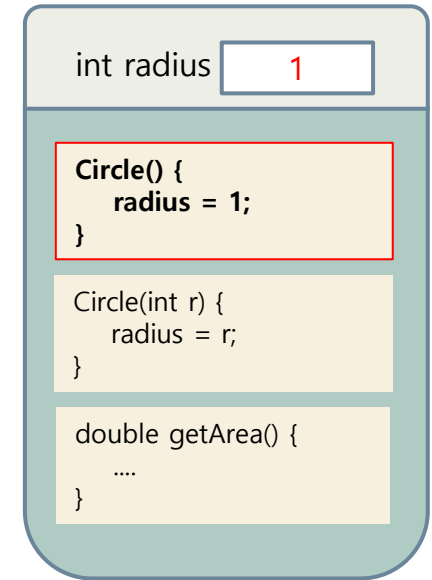 int radius 1
Circle() {
radius = 1;
}
Circle(int r) {
radius = r;
}
double getArea() {
....
}